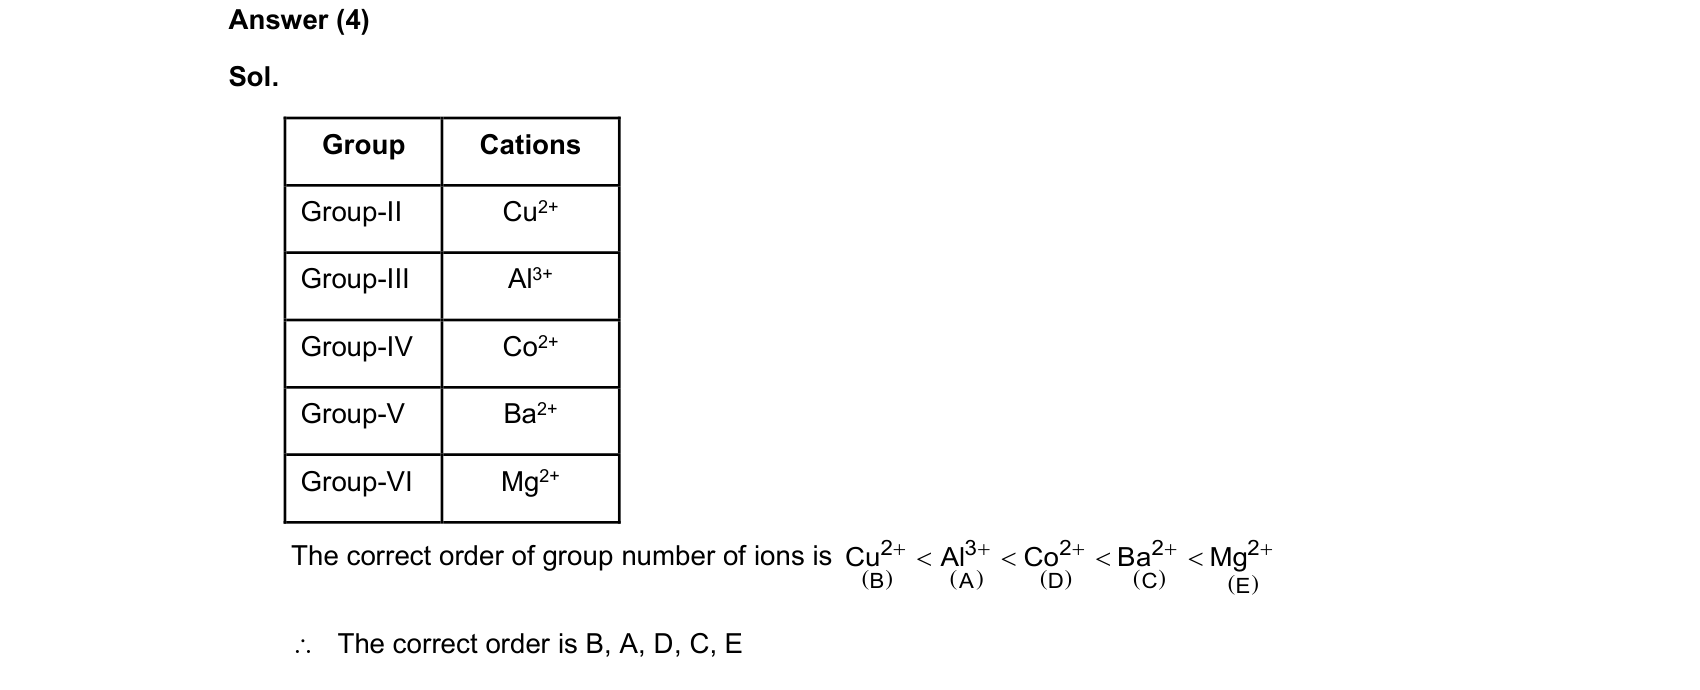 Answer (4)
Sol.
Group Cations
Group-II Cu²⁺
Group-III Al³⁺
Group-IV Co²⁺
Group-V Ba²⁺
Group-VI Mg²⁺
The correct order of group number of ions is Cu²⁺ < Al³⁺ < Co²⁺ < Ba²⁺ < Mg²⁺
(B) (A) (D) (C) (E)
∴ The correct order is B, A, D, C, E